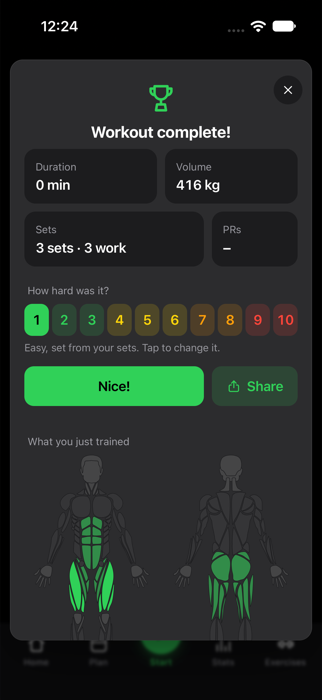 12:24
Workout complete!
Duration
0 min
Volume
416 kg
Sets
3 sets · 3 work
PRs
–
How hard was it?
1 2 3 4 5 6 7 8 9 10
Easy, set from your sets. Tap to change it.
Nice!
Share
What you just trained
Home Plan Start Stats Exercises